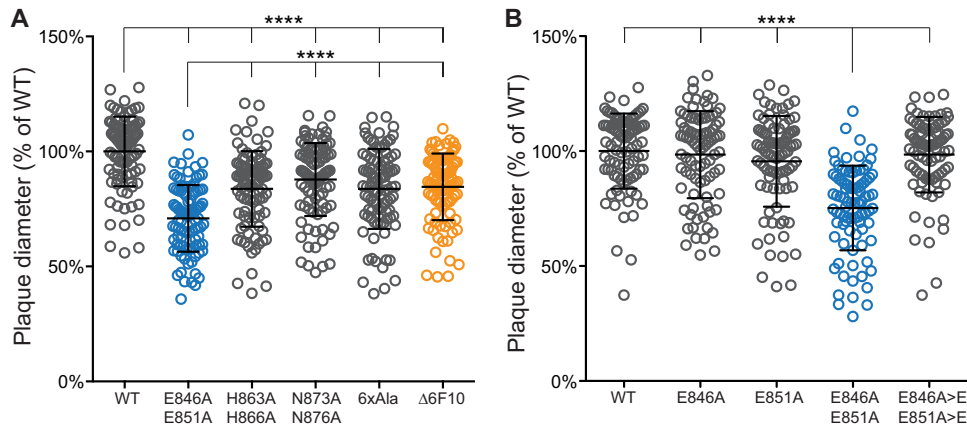 A
Plaque diameter (% of WT)
150%
100%
50%
0%
****
****
WT
E846A
E851A
H863A
H866A
N873A
N876A
6xAla
Δ6F10
B
Plaque diameter (% of WT)
150%
100%
50%
0%
****
WT
E846A
E851A
E846A
E851A
E846A>E
E851A>E